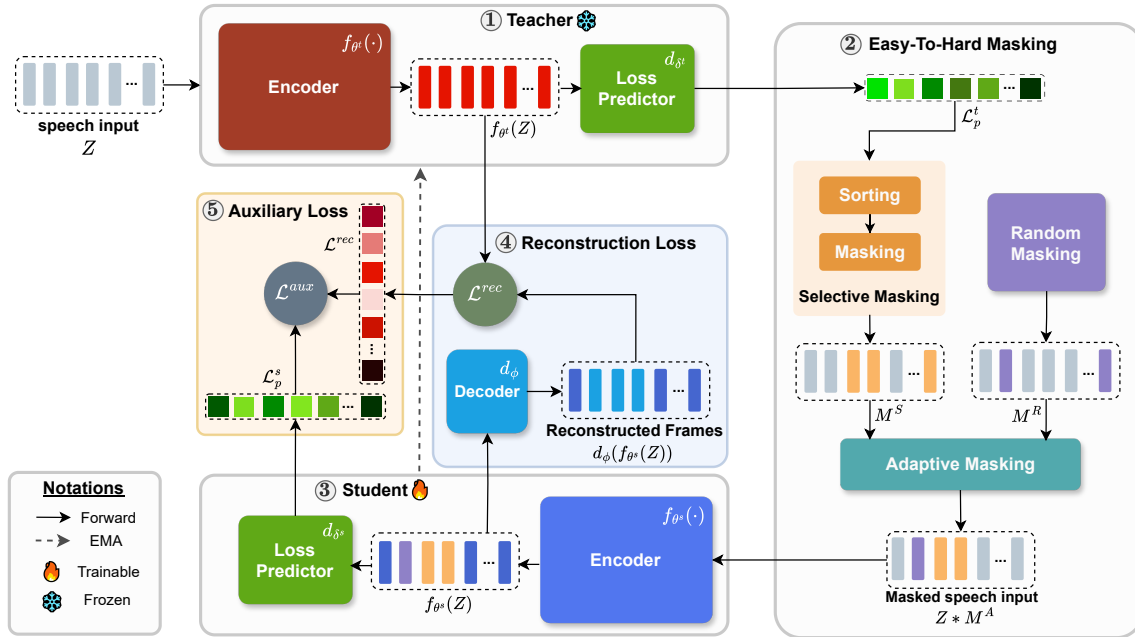 ① Teacher
② Easy-To-Hard Masking
f_{θ^t}(·)
Encoder
d_{δ^t}
Loss
Predictor
...
speech input
Z
...
f_{θ^t}(Z)
...
L_p^t
Sorting
Masking
Selective Masking
Random
Masking
⑤ Auxiliary Loss
L^{rec}
L^{aux}
...
L_p^s
...
④ Reconstruction Loss
L^{rec}
d_ϕ
Decoder
...
Reconstructed Frames
d_ϕ(f_{θ^s}(Z))
...
...
M^S
M^R
Adaptive Masking
Notations
Forward
EMA
Trainable
Frozen
③ Student
d_{δ^s}
Loss
Predictor
...
f_{θ^s}(Z)
f_{θ^s}(·)
Encoder
...
Masked speech input
Z * M^A